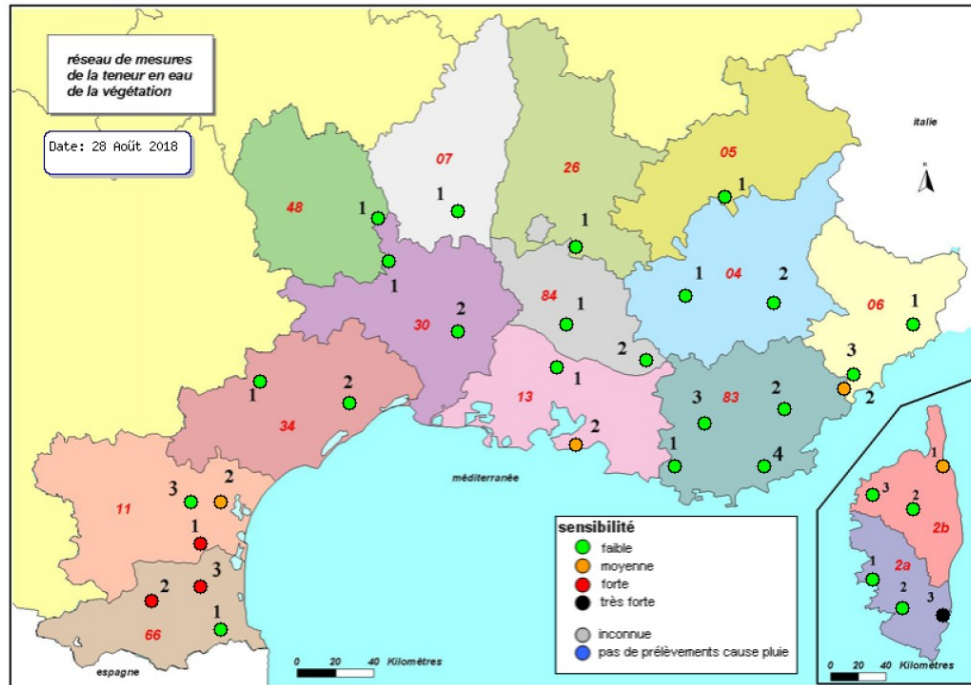 réseau de mesures
de la teneur en eau
de la végétation
Date: 28 Août 2018
italie
N
07
26
05
48
1
1
1
1
1
04
1
2
84
1
06
1
30
2
2
3
2
1
13
2
83
3
2
1
4
34
1
2
méditerranée
11
3
2
1
2
3
66
1
espagne
0 20 40 Kilomètres
sensibilité
faible
moyenne
forte
très forte
inconnue
pas de prélèvements cause pluie
1
3
2
2b
2a
1
2
3
0 20 40 Kilomètres